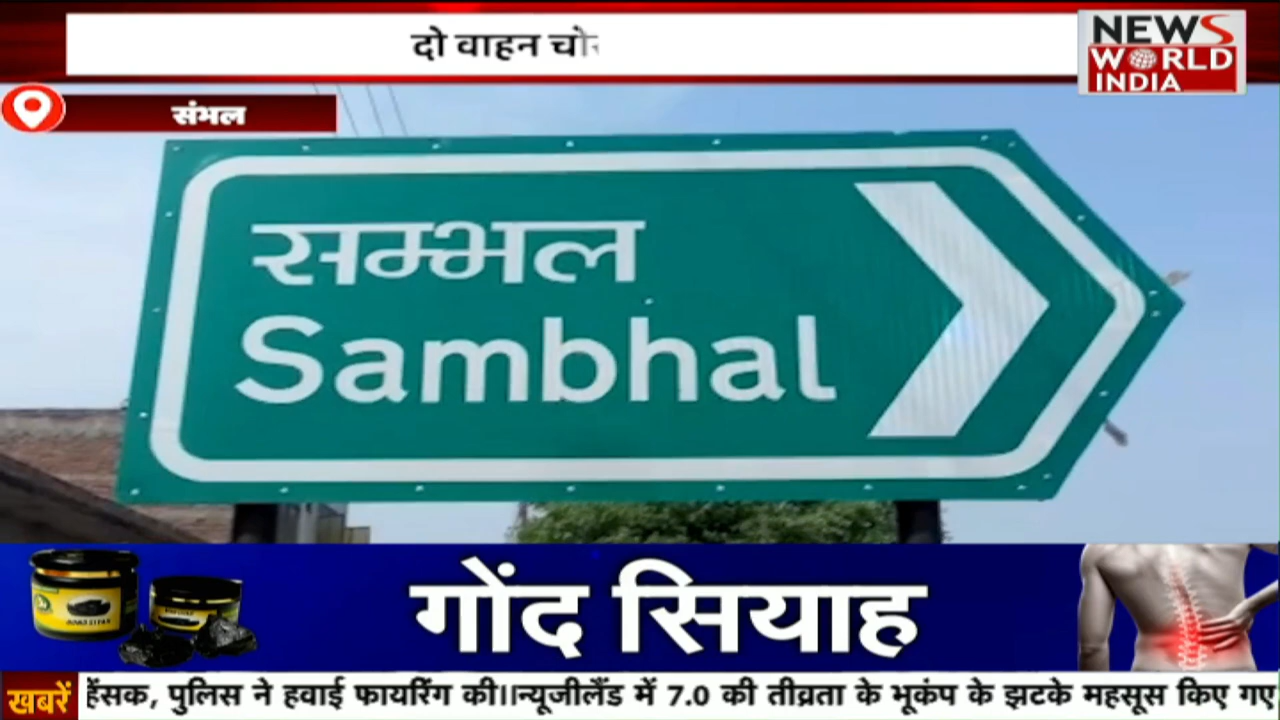 दो वाहन
NEWS
WORLD
INDIA
संभल
सम्भल
Sambhal
गोंद सियाह
खबरें
हिंसक, पुलिस ने हवाई फायरिंग की।।न्यूजीलैंड में 7.0 की तीव्रता के भूकंप के झटके महसूस किए गए